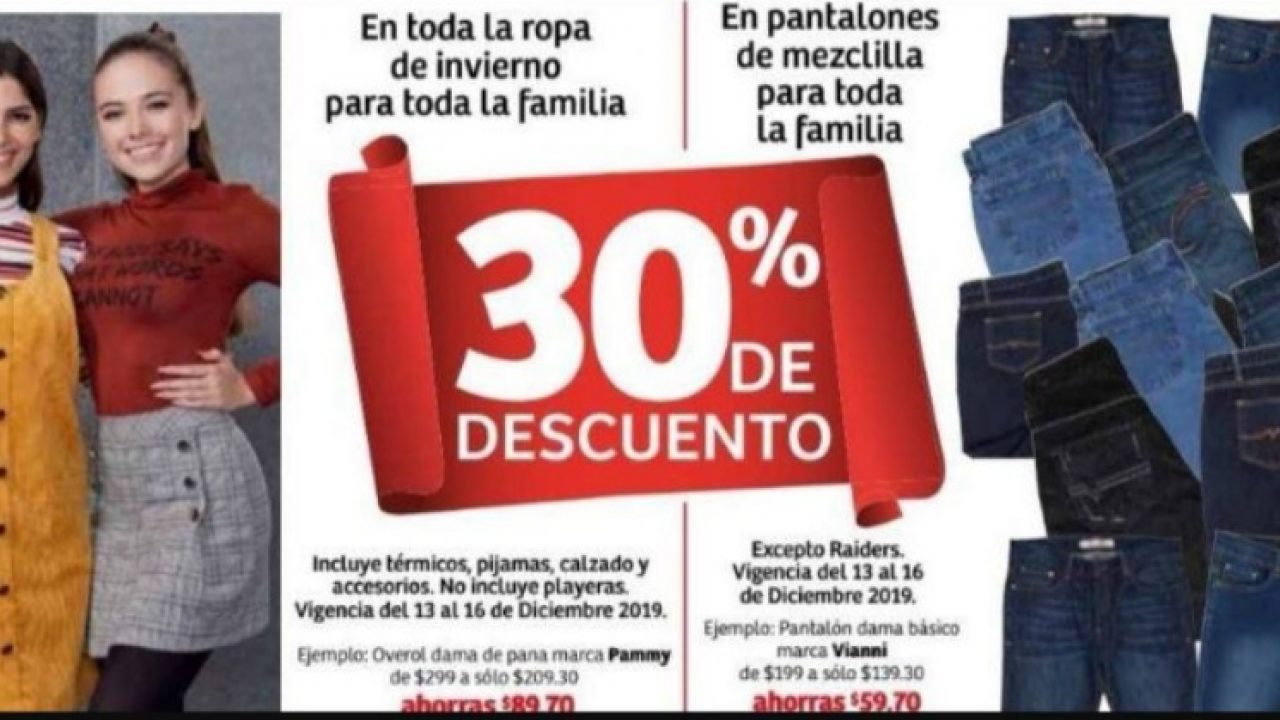 En toda la ropa
de invierno
para toda la familia
En pantalones
de mezclilla
para toda
la familia
30% DE
DESCUENTO
Incluye térmicos, pijamas, calzado y
accesorios. No incluye playeras.
Vigencia del 13 al 16 de Diciembre 2019.
Ejemplo: Overol dama de pana marca Pammy
de $299 a sólo $209.30
ahorras $89.70
Excepto Raiders.
Vigencia del 13 al 16
de Diciembre 2019.
Ejemplo: Pantalón dama básico
marca Vianni
de $199 a sólo $139.30
ahorras $59.70
SAYS
WORDS
CANNOT